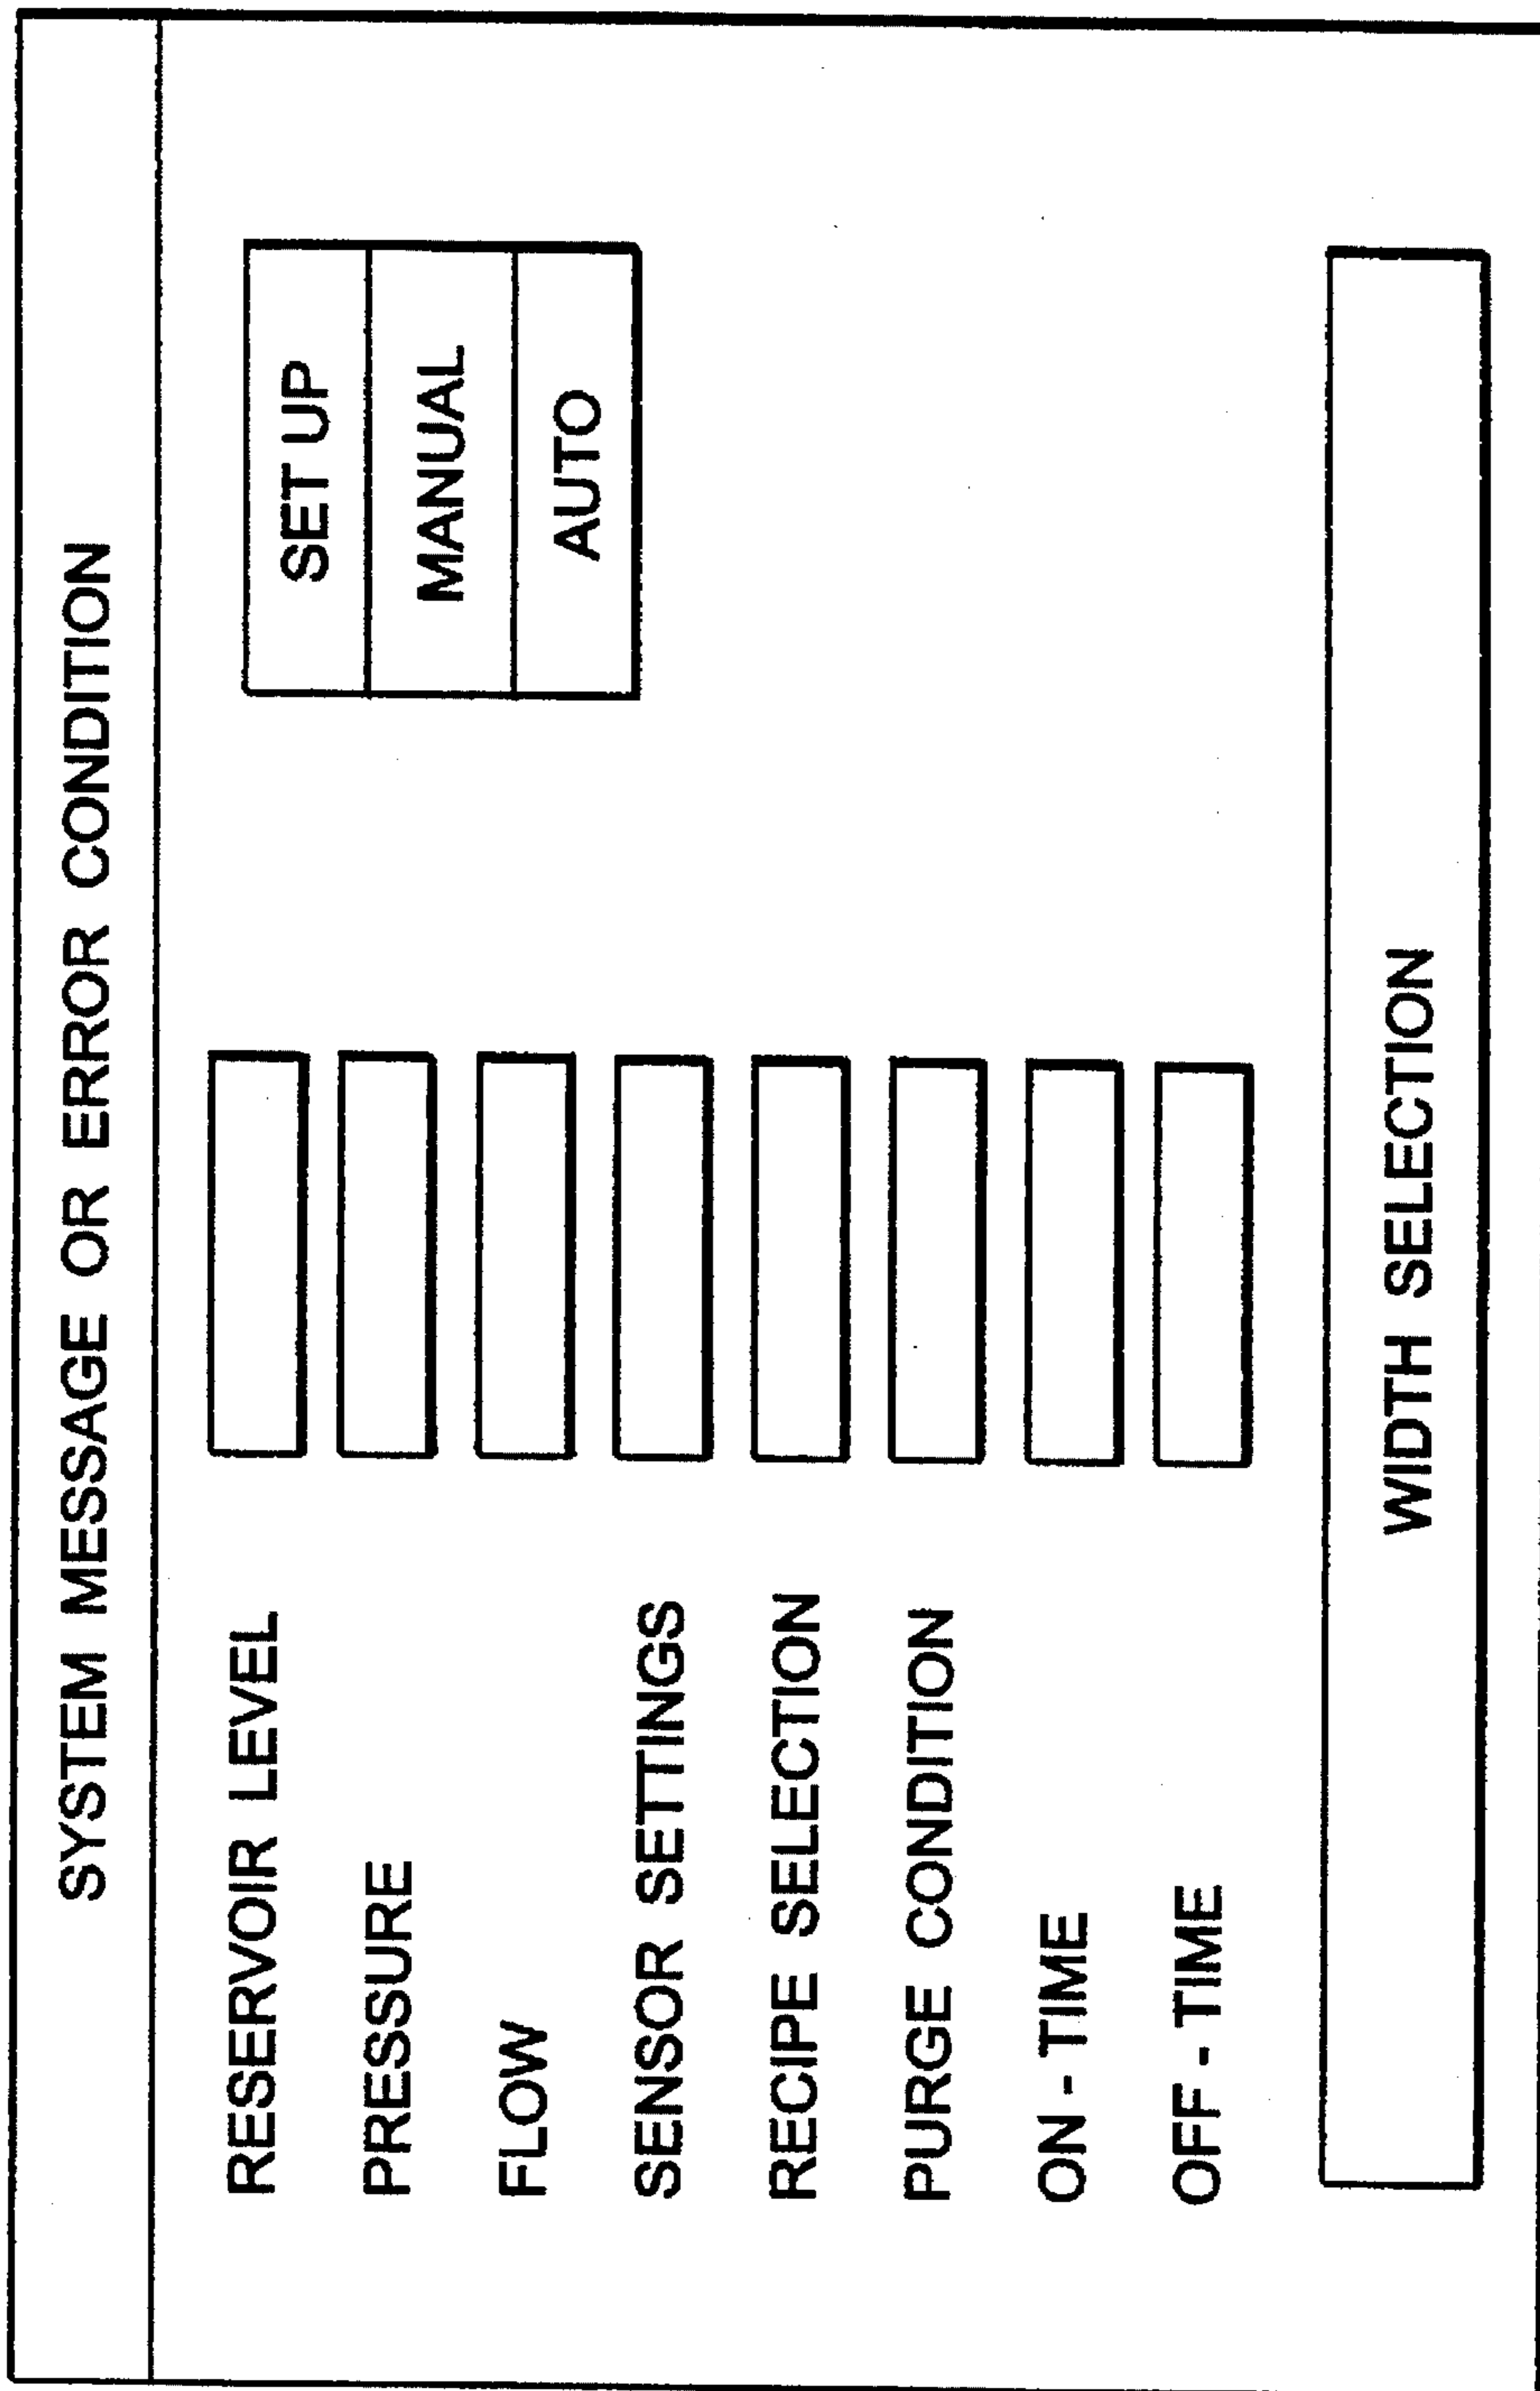 SYSTEM MESSAGE OR ERROR CONDITION
RESERVOIR LEVEL
PRESSURE
FLOW
SENSOR SETTINGS
RECIPE SELECTION
PURGE CONDITION
ON - TIME
OFF - TIME
SET UP
MANUAL
AUTO
WIDTH SELECTION